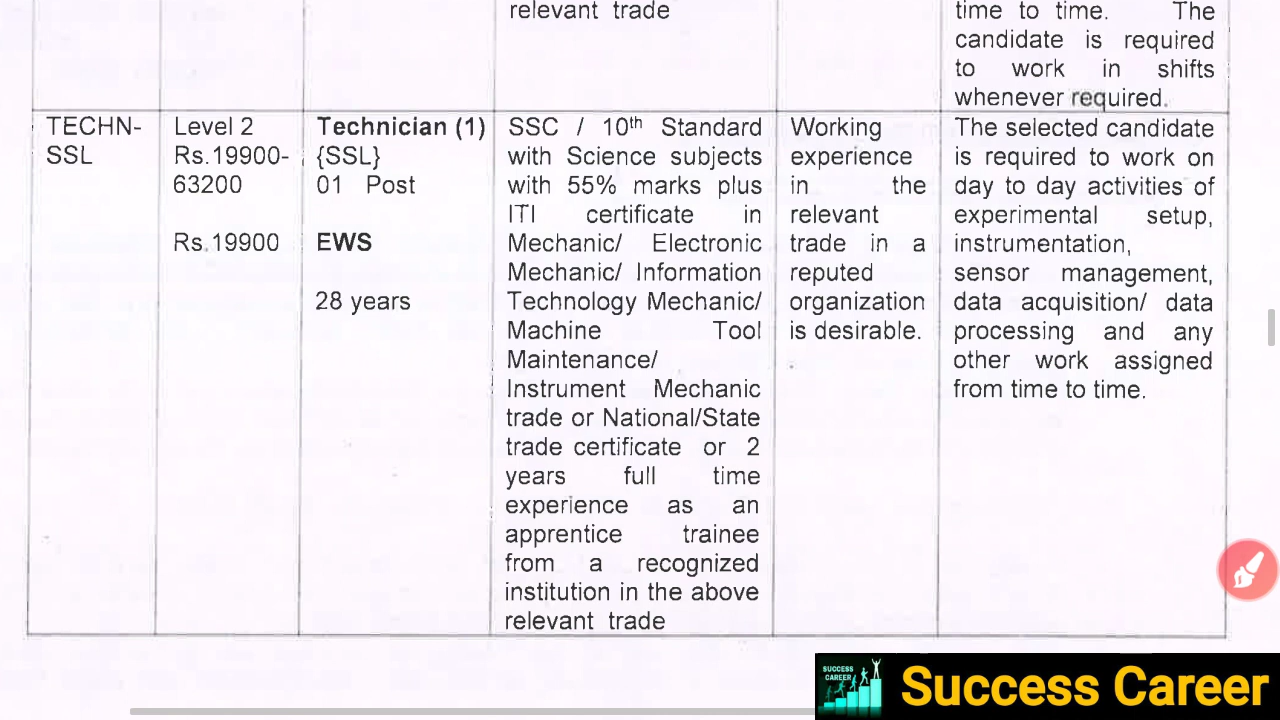 relevant trade
time to time. The
candidate is required
to work in shifts
whenever required.
TECHN-
SSL
Level 2
Rs.19900-
63200
Rs.19900
Technician (1)
{SSL}
01 Post
EWS
28 years
SSC / 10th Standard
with Science subjects
with 55% marks plus
ITI certificate in
Mechanic/ Electronic
Mechanic/ Information
Technology Mechanic/
Machine Tool
Maintenance/
Instrument Mechanic
trade or National/State
trade certificate or 2
years full time
experience as an
apprentice trainee
from a recognized
institution in the above
relevant trade
Working
experience
in the
relevant
trade in a
reputed
organization
is desirable.
The selected candidate
is required to work on
day to day activities of
experimental setup,
instrumentation,
sensor management,
data acquisition/ data
processing and any
other work assigned
from time to time.
SUCCESS
CAREER
Success Career